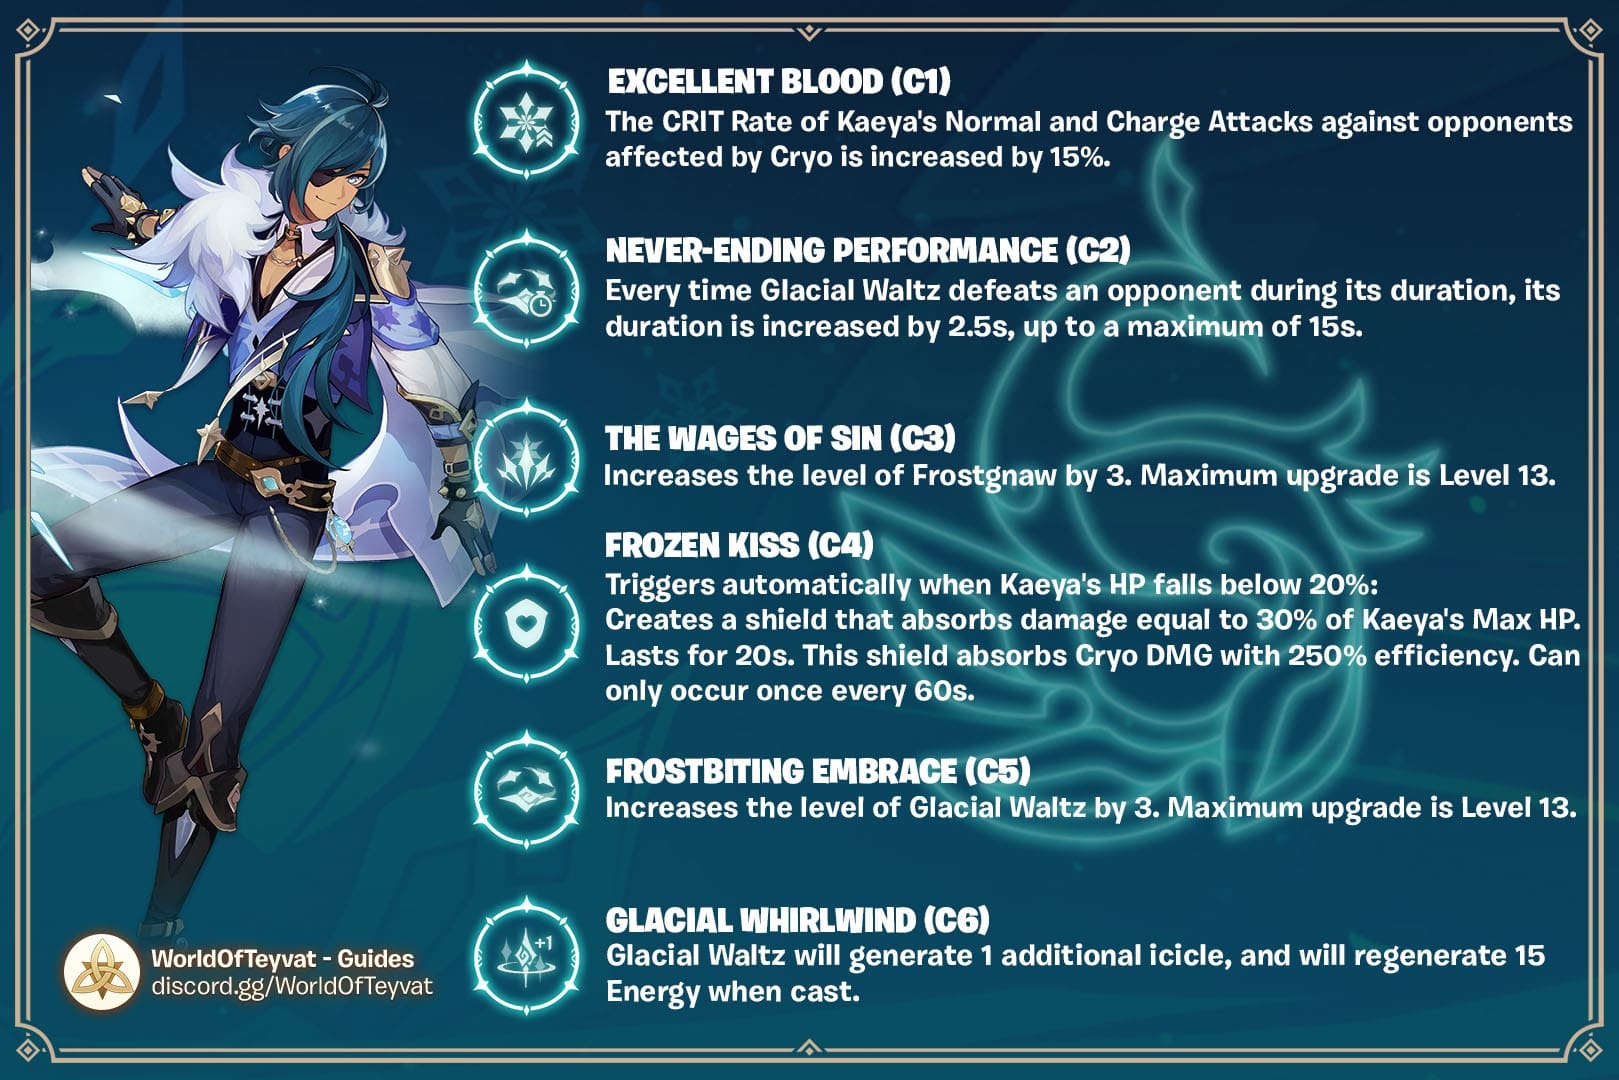 EXCELLENT BLOOD (C1)
The CRIT Rate of Kaeya's Normal and Charge Attacks against opponents
affected by Cryo is increased by 15%.
NEVER-ENDING PERFORMANCE (C2)
Every time Glacial Waltz defeats an opponent during its duration, its
duration is increased by 2.5s, up to a maximum of 15s.
THE WAGES OF SIN (C3)
Increases the level of Frostgnaw by 3. Maximum upgrade is Level 13.
FROZEN KISS (C4)
Triggers automatically when Kaeya's HP falls below 20%:
Creates a shield that absorbs damage equal to 30% of Kaeya's Max HP.
Lasts for 20s. This shield absorbs Cryo DMG with 250% efficiency. Can
only occur once every 60s.
FROSTBITING EMBRACE (C5)
Increases the level of Glacial Waltz by 3. Maximum upgrade is Level 13.
+1
GLACIAL WHIRLWIND (C6)
Glacial Waltz will generate 1 additional icicle, and will regenerate 15
Energy when cast.
WorldOfTeyvat - Guides
discord.gg/WorldOfTeyvat